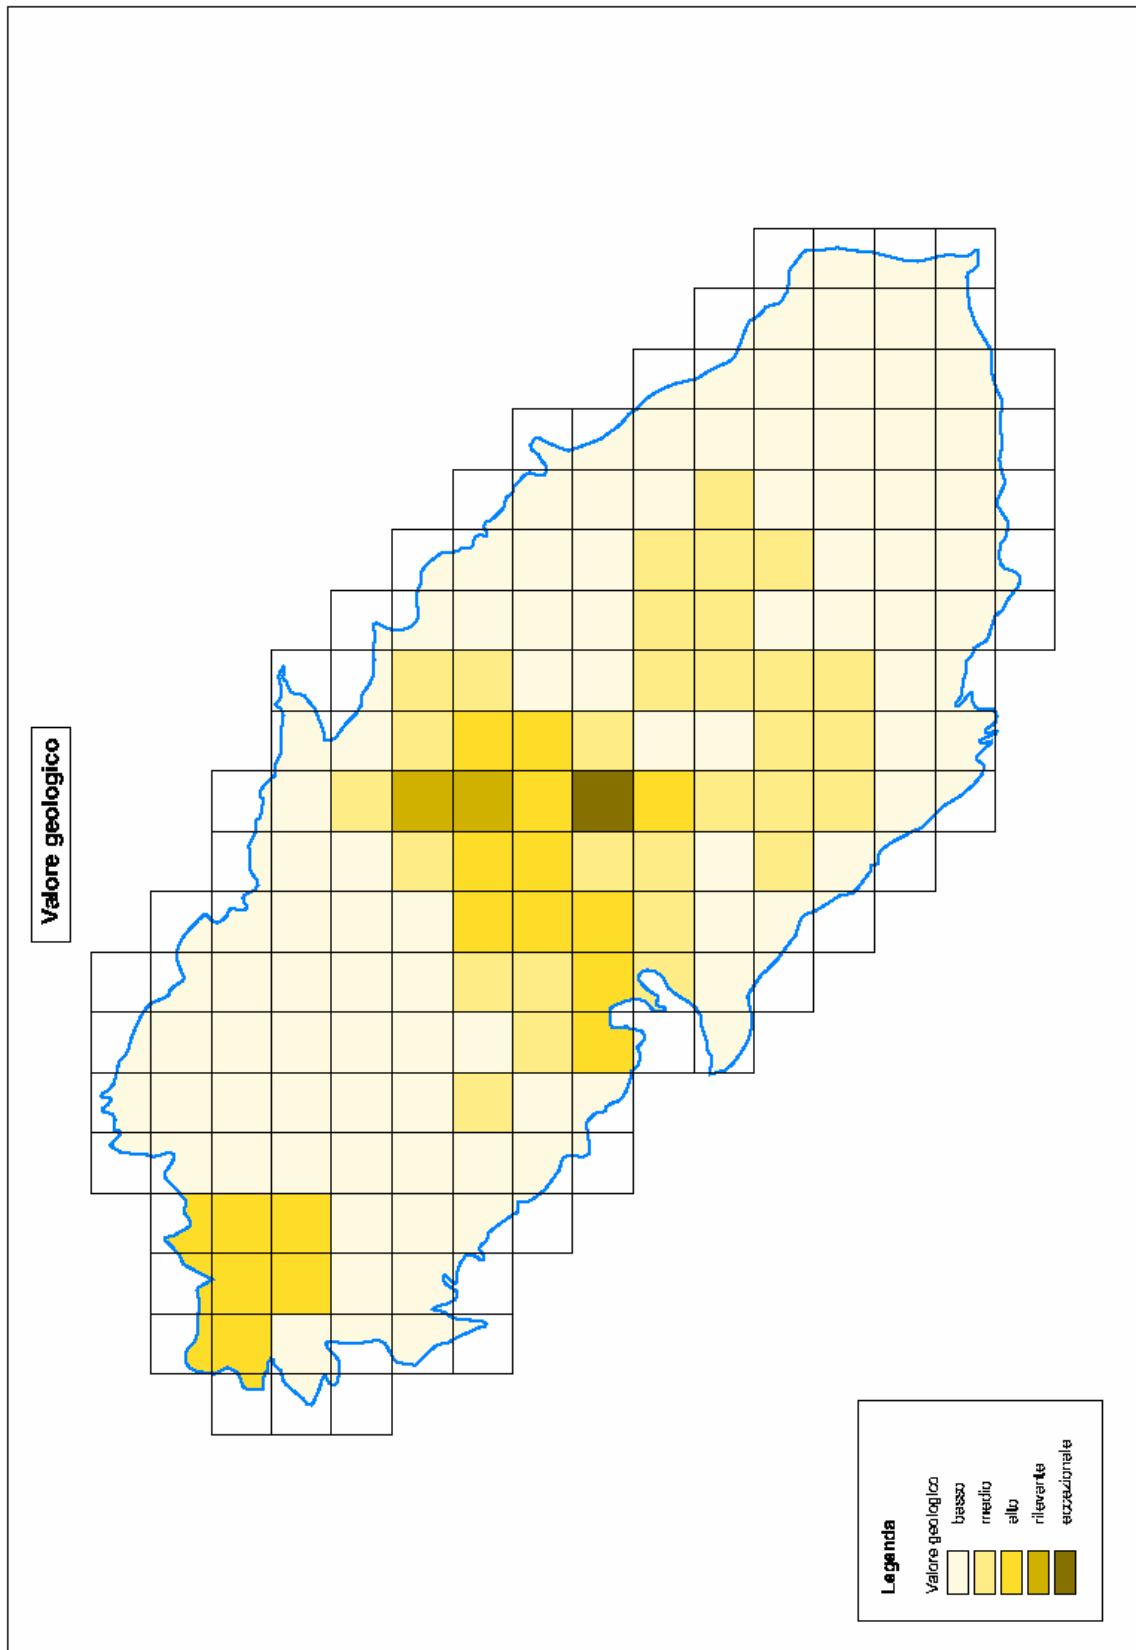 Valore geologico
Legenda
Valore geologico
basso
medio
alto
rilevante
eccezionale